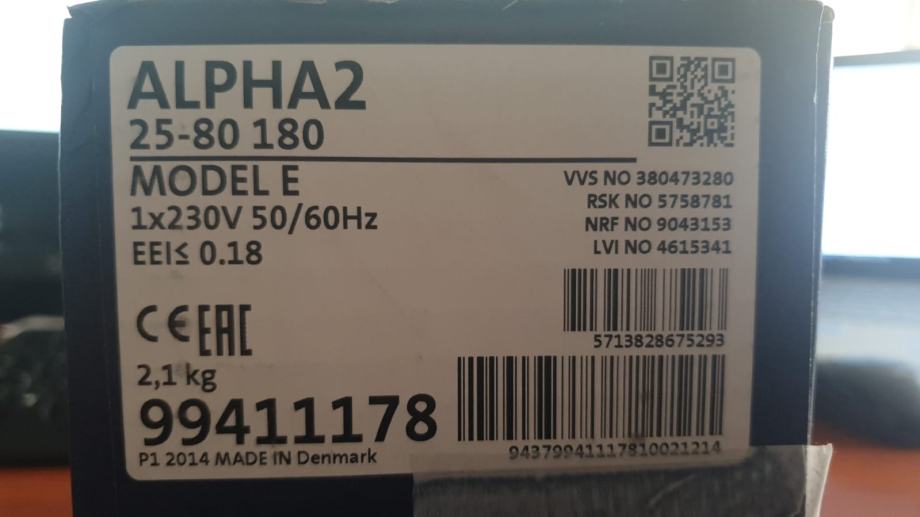 ALPHA2
25-80 180
MODEL E
1x230V 50/60Hz
EEI≤ 0.18
VVS NO 380473280
RSK NO 5758781
NRF NO 9043153
LVI NO 4615341
5713828675293
CE EAC
2,1 kg
99411178
94379941117810021214
P1 2014 MADE IN Denmark